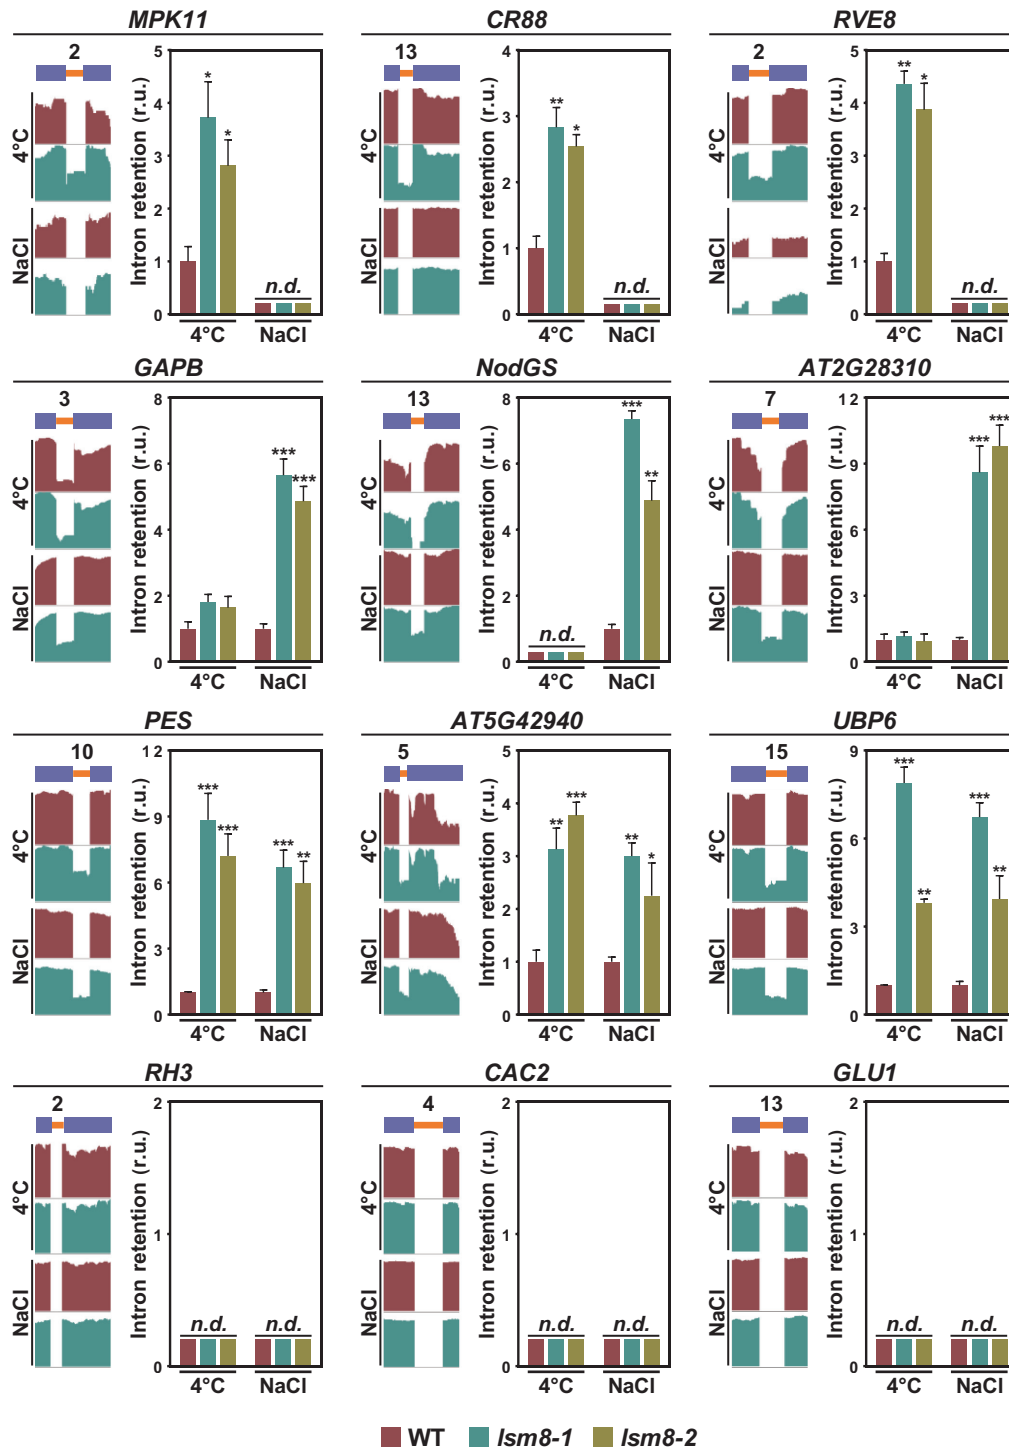 MPK11 CR88 RVE8
2 13 2
Intron retention (r.u.) Intron retention (r.u.) Intron retention (r.u.)
5 4 3 2 1 0
4 3 2 1 0
5 4 3 2 1 0
4°C NaCl 4°C NaCl 4°C NaCl
* * ** * ** *
n.d. n.d. n.d.
4°C NaCl 4°C NaCl 4°C NaCl
GAPB NodGS AT2G28310
3 13 7
Intron retention (r.u.) Intron retention (r.u.) Intron retention (r.u.)
8 6 4 2 0
8 6 4 2 0
12 9 6 3 0
4°C NaCl 4°C NaCl 4°C NaCl
*** *** *** ** *** ***
n.d.
4°C NaCl 4°C NaCl 4°C NaCl
PES AT5G42940 UBP6
10 5 15
Intron retention (r.u.) Intron retention (r.u.) Intron retention (r.u.)
12 9 6 3 0
5 4 3 2 1 0
9 6 3 0
4°C NaCl 4°C NaCl 4°C NaCl
*** *** *** ** ** *** ** * *** ** *** **
4°C NaCl 4°C NaCl 4°C NaCl
RH3 CAC2 GLU1
2 4 13
Intron retention (r.u.) Intron retention (r.u.) Intron retention (r.u.)
2 1 0
2 1 0
2 1 0
4°C NaCl 4°C NaCl 4°C NaCl
n.d. n.d. n.d. n.d. n.d. n.d.
4°C NaCl 4°C NaCl 4°C NaCl
WT lsm8-1 lsm8-2